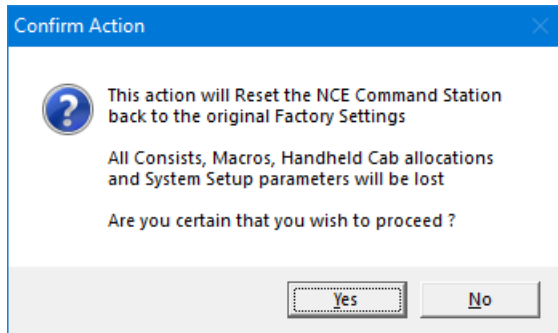 Confirm Action
This action will Reset the NCE Command Station
back to the original Factory Settings
All Consists, Macros, Handheld Cab allocations
and System Setup parameters will be lost
Are you certain that you wish to proceed ?
Yes
No